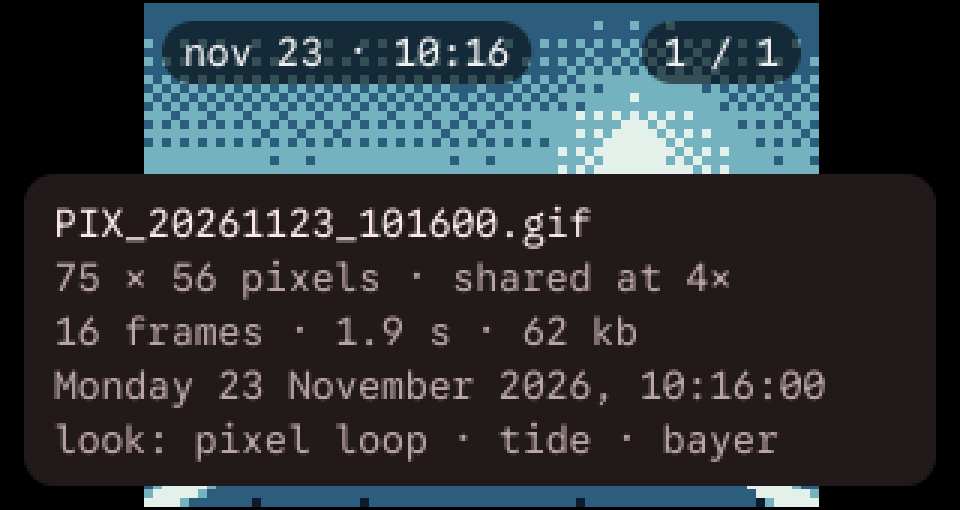 nov 23 · 10:16
1 / 1
PIX_20261123_101600.gif
75 × 56 pixels · shared at 4×
16 frames · 1.9 s · 62 kb
Monday 23 November 2026, 10:16:00
look: pixel loop · tide · bayer